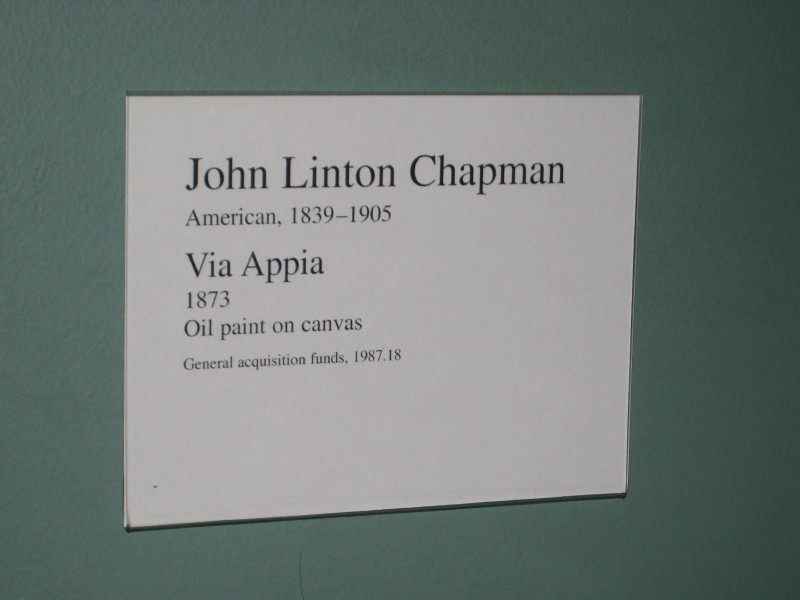 John Linton Chapman
American, 1839–1905
Via Appia
1873
Oil paint on canvas
General acquisition funds, 1987.18